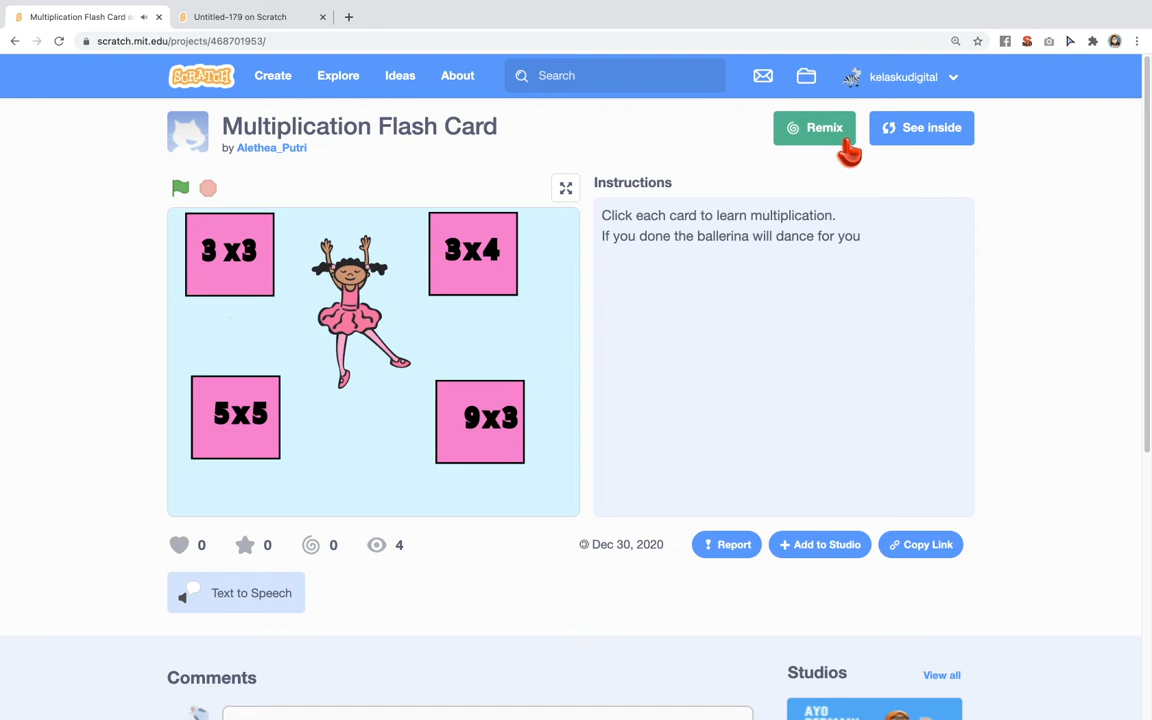 Multiplication Flash Card o
Untitled-179 on Scratch
scratch.mit.edu/projects/468701953/
SCRATCH
Create
Explore
Ideas
About
Search
kelaskudigital
Multiplication Flash Card
by Alethea_Putri
Remix
See inside
Instructions
Click each card to learn multiplication.
If you done the ballerina will dance for you
3 x3
3x4
5x5
9x3
0
0
0
4
Dec 30, 2020
Report
Add to Studio
Copy Link
Text to Speech
Comments
Studios
View all
AYO